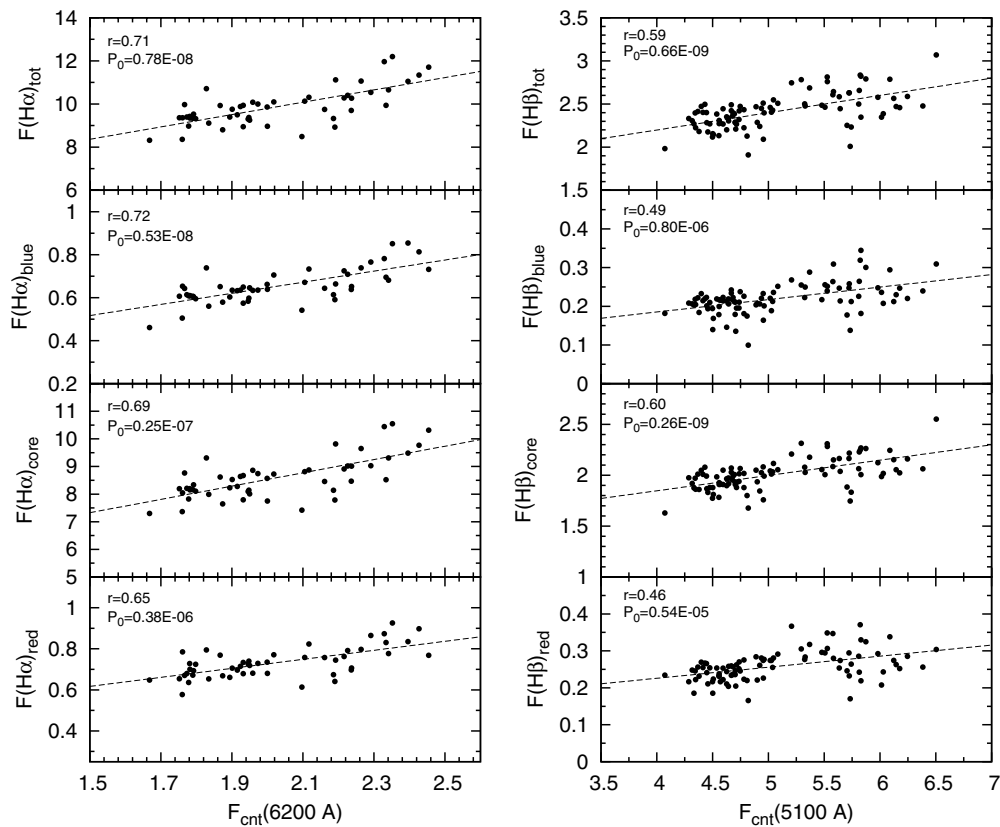 F(Hα)tot
14
12
10
8
6
r=0.71
P0=0.78E-08
F(Hα)blue
1
0.8
0.6
0.4
0.2
r=0.72
P0=0.53E-08
F(Hα)core
11
10
9
8
7
6
5
r=0.69
P0=0.25E-07
F(Hα)red
1
0.8
0.6
0.4
r=0.65
P0=0.38E-06
1.5 1.7 1.9 2.1 2.3 2.5
Fcnt(6200 A)
F(Hβ)tot
3.5
3
2.5
2
1.5
r=0.59
P0=0.66E-09
F(Hβ)blue
0.4
0.3
0.2
0.1
0
r=0.49
P0=0.80E-06
F(Hβ)core
2.5
2
1.5
1
r=0.60
P0=0.26E-09
F(Hβ)red
0.4
0.3
0.2
0.1
0
r=0.46
P0=0.54E-05
3.5 4 4.5 5 5.5 6 6.5 7
Fcnt(5100 A)